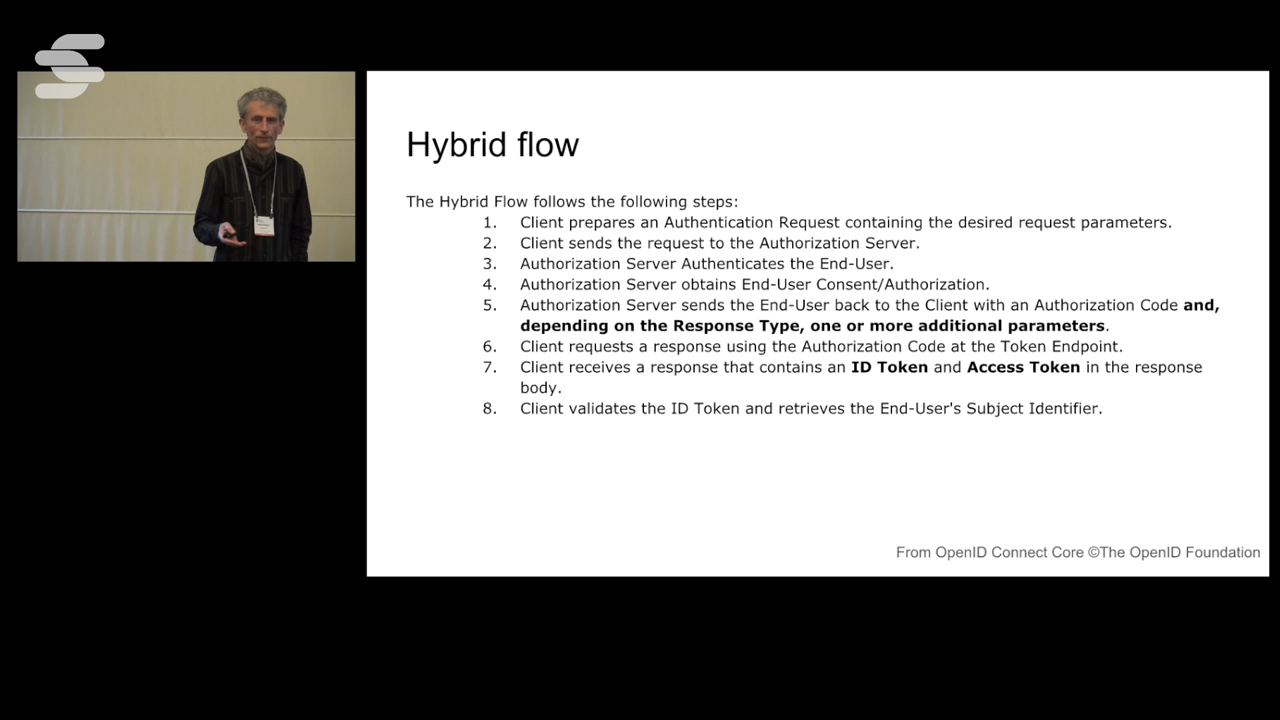 Hybrid flow
The Hybrid Flow follows the following steps:
1. Client prepares an Authentication Request containing the desired request parameters.
2. Client sends the request to the Authorization Server.
3. Authorization Server Authenticates the End-User.
4. Authorization Server obtains End-User Consent/Authorization.
5. Authorization Server sends the End-User back to the Client with an Authorization Code and,
depending on the Response Type, one or more additional parameters.
6. Client requests a response using the Authorization Code at the Token Endpoint.
7. Client receives a response that contains an ID Token and Access Token in the response
body.
8. Client validates the ID Token and retrieves the End-User's Subject Identifier.
From OpenID Connect Core ©The OpenID Foundation